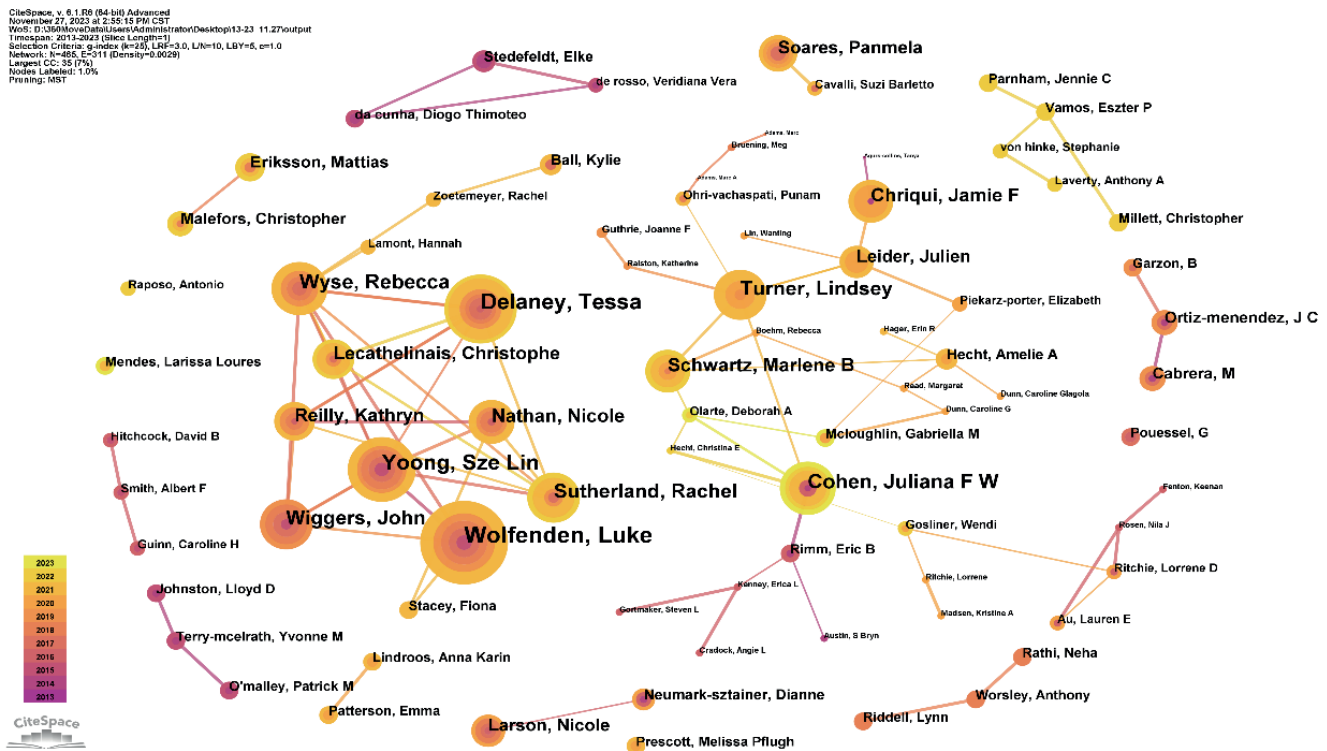 CiteSpace, v. 6.1.R6 (64-bit) Advanced
November 27, 2023 at 2:55:15 PM CST
WoS: D:\360MoveData\Users\Administrator\Desktop\13-23 11.27\output
Timespan: 2013-2023 (Slice Length=1)
Selection Criteria: g-index (k=25), LRF=3.0, L/N=10, LBY=5, e=1.0
Network: N=465, E=311 (Density=0.0029)
Largest CC: 35 (7%)
Nodes Labeled: 1.0%
Pruning: MST
Stedefeldt, Elke
de rosso, Veridiana Vera
da cunha, Diogo Thimoteo
Soares, Panmela
Cavalli, Suzi Barletto
Parnham, Jennie C
Vamos, Eszter P
von hinke, Stephanie
Laverty, Anthony A
Millett, Christopher
Eriksson, Mattias
Malefors, Christopher
Ball, Kylie
Zoetemeyer, Rachel
Lamont, Hannah
Adams, Marc
Bruening, Meg
Adams, Marc A
Ohri-vachaspati, Punam
Chriqui, Jamie F
Guthrie, Joanne F
Lin, Wanting
Ralston, Katherine
Leider, Julien
Raposo, Antonio
Wyse, Rebecca
Delaney, Tessa
Turner, Lindsey
Piekarz-porter, Elizabeth
Garzon, B
Ortiz-menendez, J C
Cabrera, M
Boehm, Rebecca
Hager, Erin R
Mendes, Larissa Loures
Lecathelinais, Christophe
Schwartz, Marlene B
Hecht, Amelie A
Read, Margaret
Dunn, Caroline Glagola
Dunn, Caroline G
Reilly, Kathryn
Nathan, Nicole
Olarte, Deborah A
Mcloughlin, Gabriella M
Hecht, Christina E
Pouessel, G
Hitchcock, David B
Smith, Albert F
Guinn, Caroline H
Yoong, Sze Lin
Sutherland, Rachel
Cohen, Juliana F W
Fenton, Keenan
Rosen, Nila J
Wiggers, John
Wolfenden, Luke
Gosliner, Wendi
Rimm, Eric B
Ritchie, Lorrene
Ritchie, Lorrene D
Madsen, Kristine A
Au, Lauren E
Kenney, Erica L
Gortmaker, Steven L
Cradock, Angie L
Austin, S Bryn
Stacey, Fiona
Johnston, Lloyd D
Terry-mcelrath, Yvonne M
O'malley, Patrick M
Lindroos, Anna Karin
Patterson, Emma
Neumark-sztainer, Dianne
Larson, Nicole
Prescott, Melissa Pflugh
Rathi, Neha
Worsley, Anthony
Riddell, Lynn
2023
2022
2021
2020
2019
2018
2017
2016
2015
2014
2013
CiteSpace